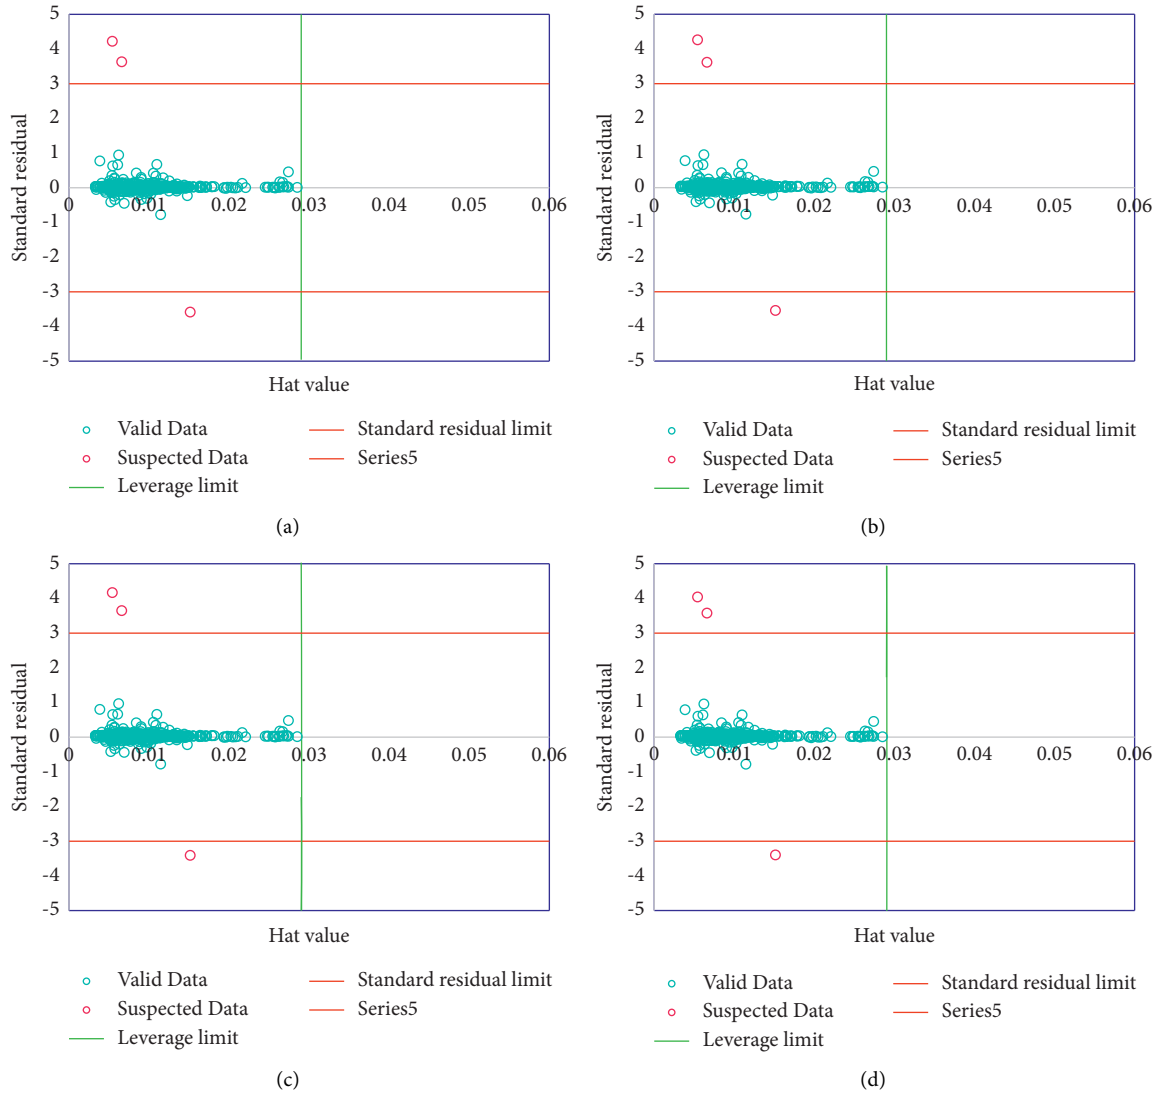 5
4
3
2
1
0
-1
-2
-3
-4
-5
Standard residual
0 0.01 0.02 0.03 0.04 0.05 0.06
Hat value
Valid Data
Suspected Data
Leverage limit
Standard residual limit
Series5
(a)
5
4
3
2
1
0
-1
-2
-3
-4
-5
Standard residual
0 0.01 0.02 0.03 0.04 0.05 0.06
Hat value
Valid Data
Suspected Data
Leverage limit
Standard residual limit
Series5
(b)
5
4
3
2
1
0
-1
-2
-3
-4
-5
Standard residual
0 0.01 0.02 0.03 0.04 0.05 0.06
Hat value
Valid Data
Suspected Data
Leverage limit
Standard residual limit
Series5
(c)
5
4
3
2
1
0
-1
-2
-3
-4
-5
Standard residual
0 0.01 0.02 0.03 0.04 0.05 0.06
Hat value
Valid Data
Suspected Data
Leverage limit
Standard residual limit
Series5
(d)